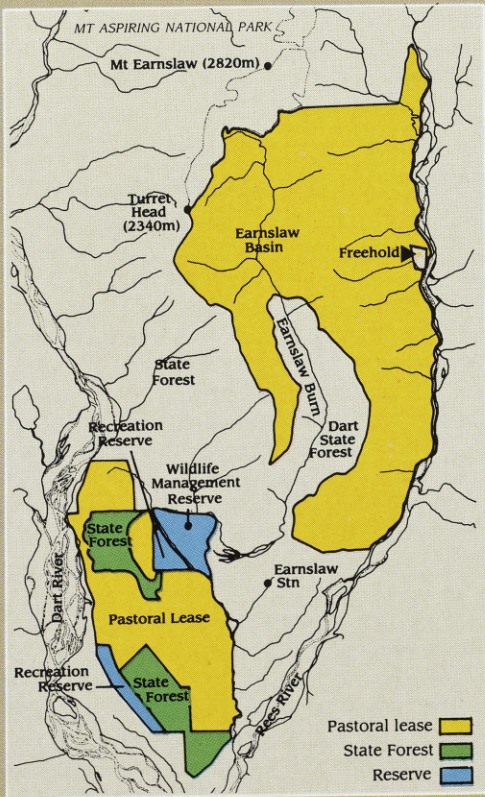 MT ASPIRING NATIONAL PARK
Mt Earnslaw (2820m)
Turret
Head
(2340m)
Earnslaw
Basin
Freehold
Earnslaw Burn
State
Forest
Dart
State
Forest
Recreation
Reserve
Wildlife
Management
Reserve
State
Forest
Dart River
Earnslaw
Stn
Pastoral Lease
Recreation
Reserve
State
Forest
Rees River
Pastoral lease
State Forest
Reserve